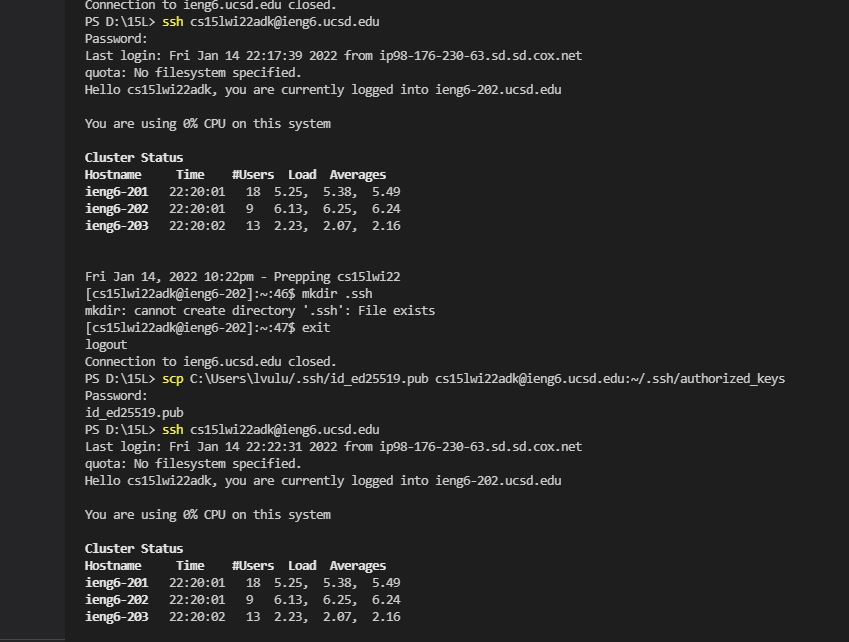 Connection to ieng6.ucsd.edu closed.
PS D:\15L> ssh cs15lwi22adk@ieng6.ucsd.edu
Password:
Last login: Fri Jan 14 22:17:39 2022 from ip98-176-230-63.sd.sd.cox.net
quota: No filesystem specified.
Hello cs15lwi22adk, you are currently logged into ieng6-202.ucsd.edu
You are using 0% CPU on this system
Cluster Status
Hostname     Time    #Users  Load  Averages
ieng6-201   22:20:01   18  5.25,  5.38,  5.49
ieng6-202   22:20:01   9   6.13,  6.25,  6.24
ieng6-203   22:20:02   13  2.23,  2.07,  2.16
Fri Jan 14, 2022 10:22pm - Prepping cs15lwi22
[cs15lwi22adk@ieng6-202]:~:46$ mkdir .ssh
mkdir: cannot create directory '.ssh': File exists
[cs15lwi22adk@ieng6-202]:~:47$ exit
logout
Connection to ieng6.ucsd.edu closed.
PS D:\15L> scp C:\Users\lvulu/.ssh/id_ed25519.pub cs15lwi22adk@ieng6.ucsd.edu:~/.ssh/authorized_keys
Password:
id_ed25519.pub
PS D:\15L> ssh cs15lwi22adk@ieng6.ucsd.edu
Last login: Fri Jan 14 22:22:31 2022 from ip98-176-230-63.sd.sd.cox.net
quota: No filesystem specified.
Hello cs15lwi22adk, you are currently logged into ieng6-202.ucsd.edu
You are using 0% CPU on this system
Cluster Status
Hostname     Time    #Users  Load  Averages
ieng6-201   22:20:01   18  5.25,  5.38,  5.49
ieng6-202   22:20:01   9   6.13,  6.25,  6.24
ieng6-203   22:20:02   13  2.23,  2.07,  2.16